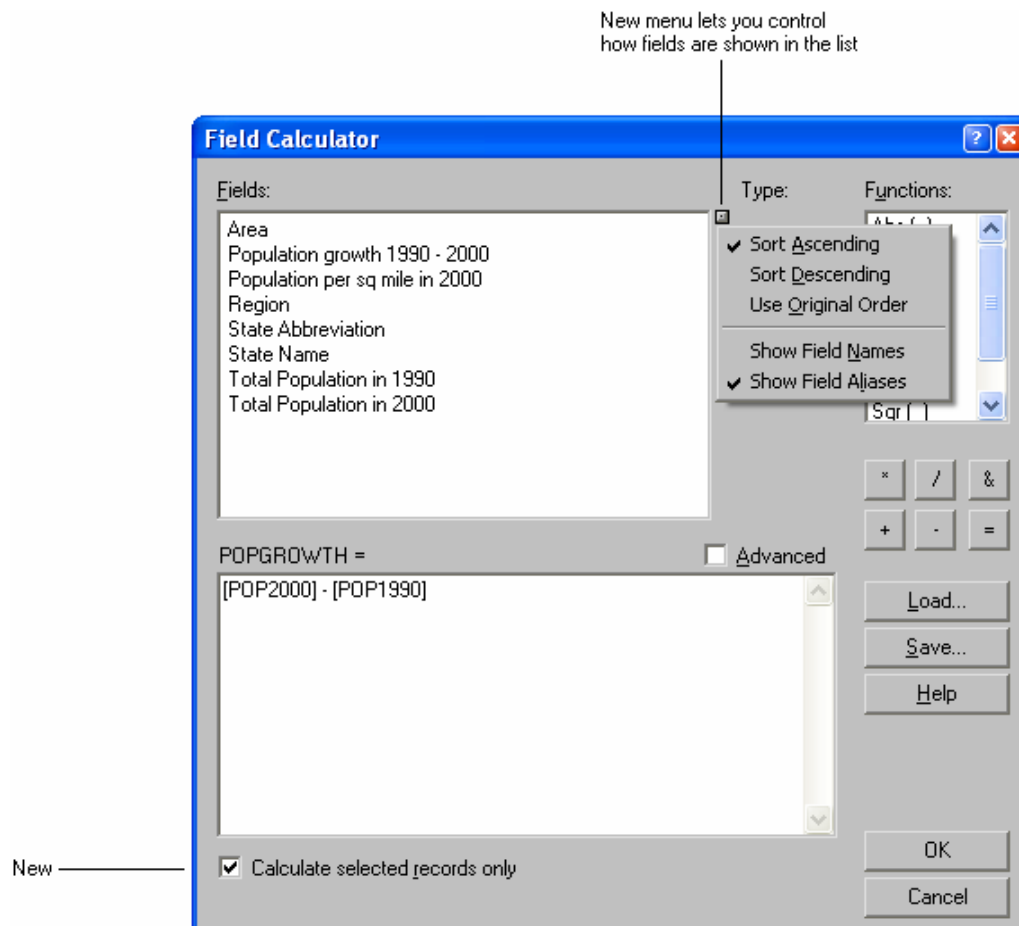 New menu lets you control
how fields are shown in the list
Field Calculator
Fields:
Type:
Functions:
Area
Population growth 1990 - 2000
Population per sq mile in 2000
Region
State Abbreviation
State Name
Total Population in 1990
Total Population in 2000
Sort Ascending
Sort Descending
Use Original Order
Show Field Names
Show Field Aliases
Abs ( )
Sqr ( )
* / &
+ - =
POPGROWTH =
Advanced
[POP2000] - [POP1990]
Load...
Save...
Help
New
Calculate selected records only
OK
Cancel